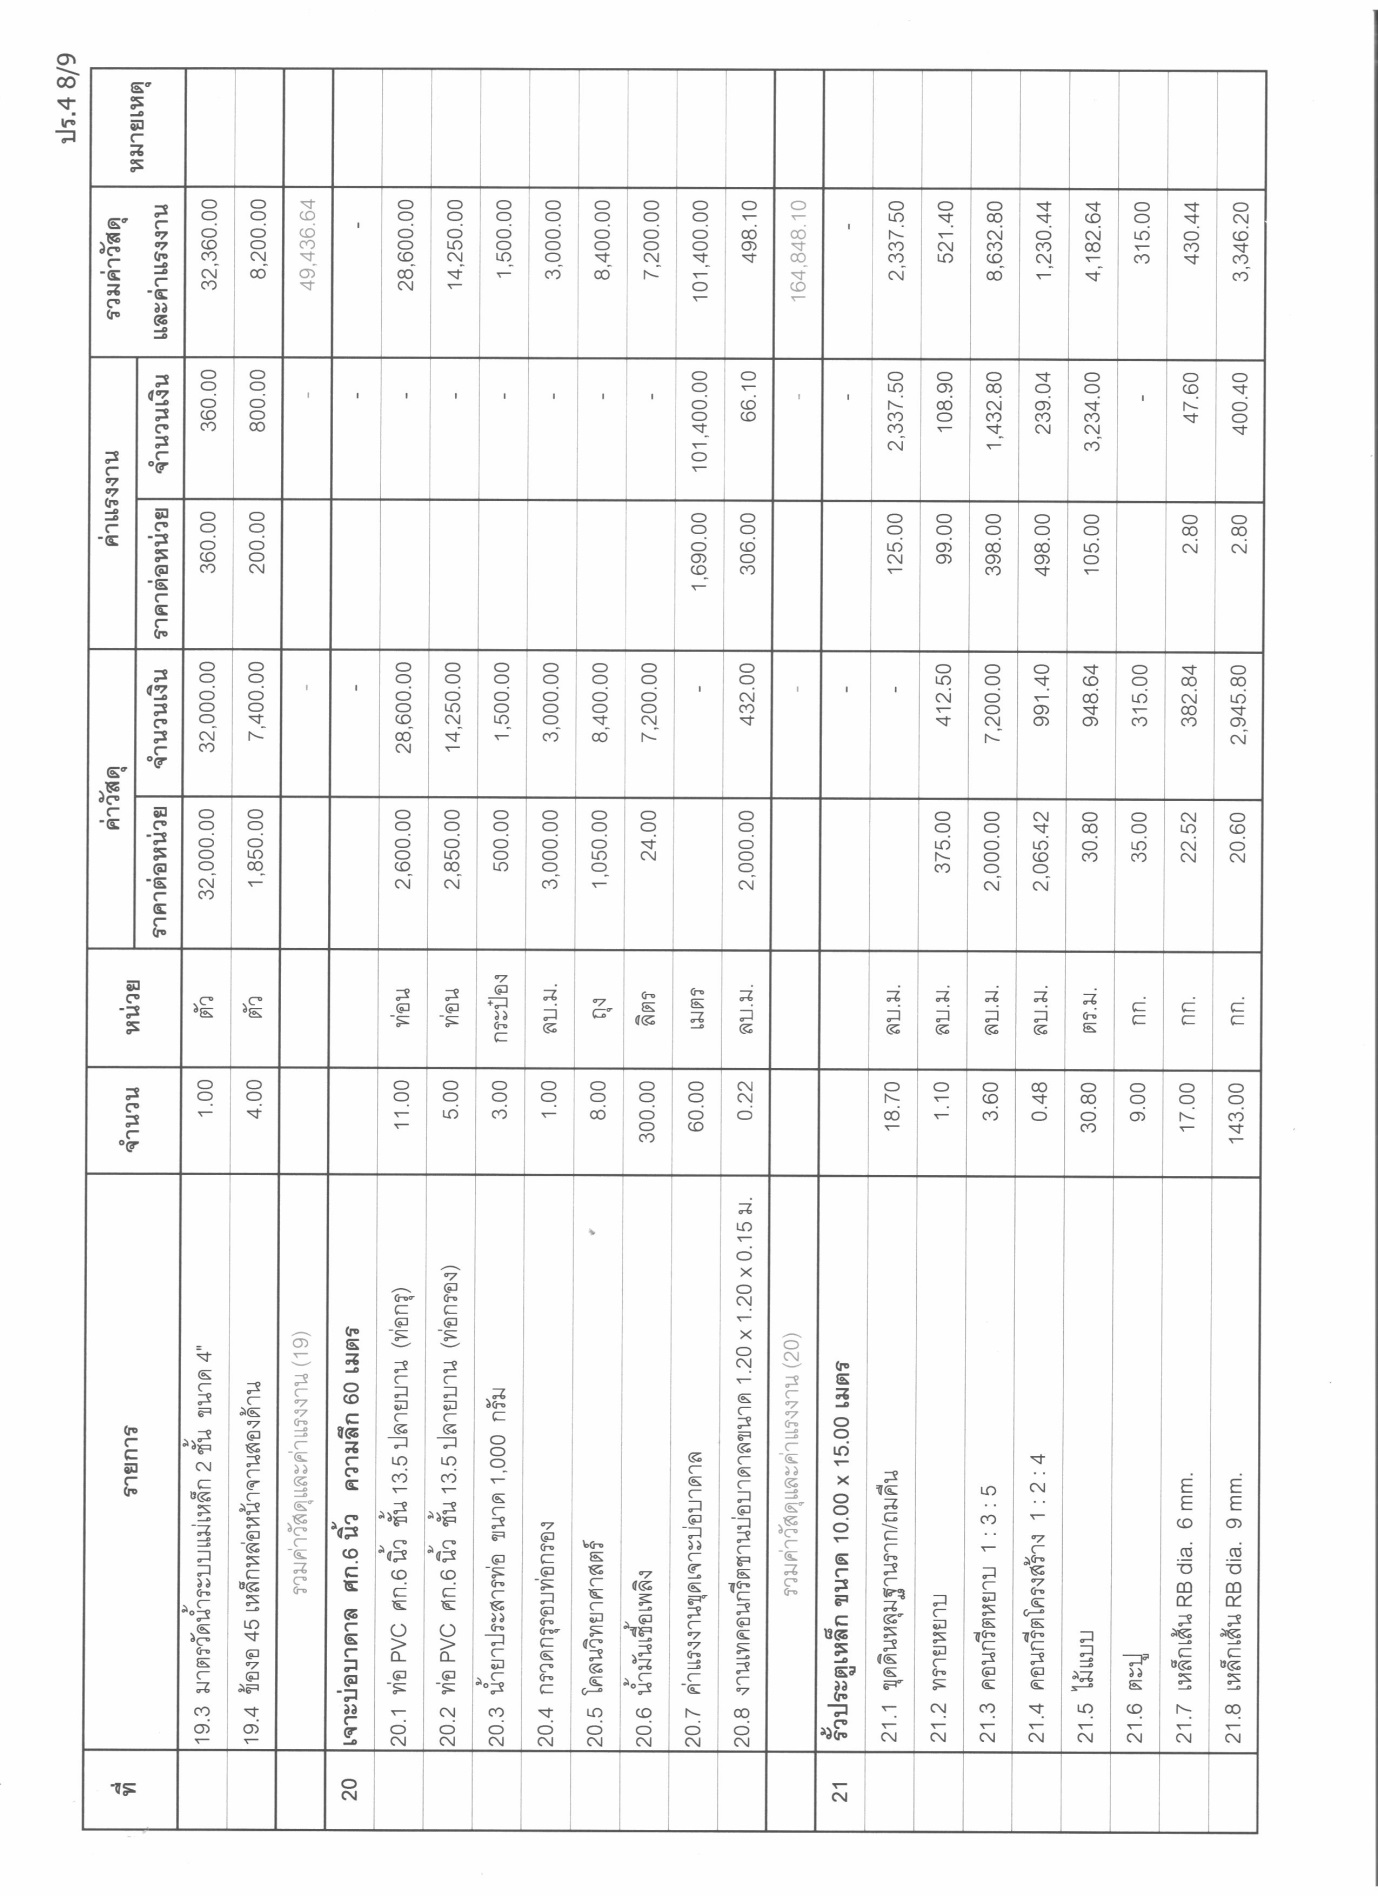 ปร.4 8/9
ที่ รายการ จำนวน หน่วย ค่าวัสดุ ค่าแรงงาน รวมค่าวัสดุ หมายเหตุ
ราคาต่อหน่วย จำนวนเงิน ราคาต่อหน่วย จำนวนเงิน และค่าแรงงาน
19.3 มาตรวัดน้ำระบบแม่เหล็ก 2 ชั้น ขนาด 4" 1.00 ตัว 32,000.00 32,000.00 360.00 360.00 32,360.00
19.4 ข้องอ 45 เหล็กหล่อหน้าจานสองด้าน 4.00 ตัว 1,850.00 7,400.00 200.00 800.00 8,200.00
รวมค่าวัสดุและค่าแรงงาน (19) - - 49,436.64
20 เจาะบ่อบาดาล ศก.6 นิ้ว ความลึก 60 เมตร - - -
20.1 ท่อ PVC ศก.6 นิ้ว ชั้น 13.5 ปลายบาน (ท่อกรุ) 11.00 ท่อน 2,600.00 28,600.00 - 28,600.00
20.2 ท่อ PVC ศก.6 นิ้ว ชั้น 13.5 ปลายบาน (ท่อกรอง) 5.00 ท่อน 2,850.00 14,250.00 - 14,250.00
20.3 น้ำยาประสารท่อ ขนาด 1,000 กรัม 3.00 กระป๋อง 500.00 1,500.00 - 1,500.00
20.4 กรวดกรุรอบท่อกรอง 1.00 ลบ.ม. 3,000.00 3,000.00 - 3,000.00
20.5 โคลนวิทยาศาสตร์ 8.00 ถุง 1,050.00 8,400.00 - 8,400.00
20.6 น้ำมันเชื้อเพลิง 300.00 ลิตร 24.00 7,200.00 - 7,200.00
20.7 ค่าแรงงานขุดเจาะบ่อบาดาล 60.00 เมตร - 1,690.00 101,400.00 101,400.00
20.8 งานเทคอนกรีตชานบ่อบาดาลขนาด 1.20 x 1.20 x 0.15 ม. 0.22 ลบ.ม. 2,000.00 432.00 306.00 66.10 498.10
รวมค่าวัสดุและค่าแรงงาน (20) - - 164,848.10
21 รั้วประตูเหล็ก ขนาด 10.00 x 15.00 เมตร - - -
21.1 ขุดดินหลุมฐานราก/ถมคืน 18.70 ลบ.ม. - 125.00 2,337.50 2,337.50
21.2 ทรายหยาบ 1.10 ลบ.ม. 375.00 412.50 99.00 108.90 521.40
21.3 คอนกรีตหยาบ 1 : 3 : 5 3.60 ลบ.ม. 2,000.00 7,200.00 398.00 1,432.80 8,632.80
21.4 คอนกรีตโครงสร้าง 1 : 2 : 4 0.48 ลบ.ม. 2,065.42 991.40 498.00 239.04 1,230.44
21.5 ไม้แบบ 30.80 ตร.ม. 30.80 948.64 105.00 3,234.00 4,182.64
21.6 ตะปู 9.00 กก. 35.00 315.00 - 315.00
21.7 เหล็กเส้น RB dia. 6 mm. 17.00 กก. 22.52 382.84 2.80 47.60 430.44
21.8 เหล็กเส้น RB dia. 9 mm. 143.00 กก. 20.60 2,945.80 2.80 400.40 3,346.20